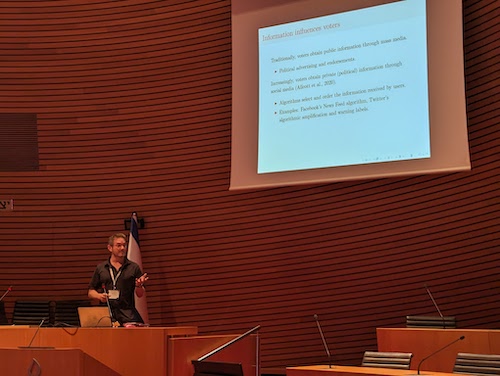 Information influences voters
Traditionally: voters obtain public information through mass media.
Political advertising and endorsements.
Increasingly: voters obtain private (political) information through
social media (Allcott et al., 2020).
Algorithms select and order the information received by users
Examples: Facebook's News Feed algorithm, Twitter's
algorithmic amplification and warning labels.